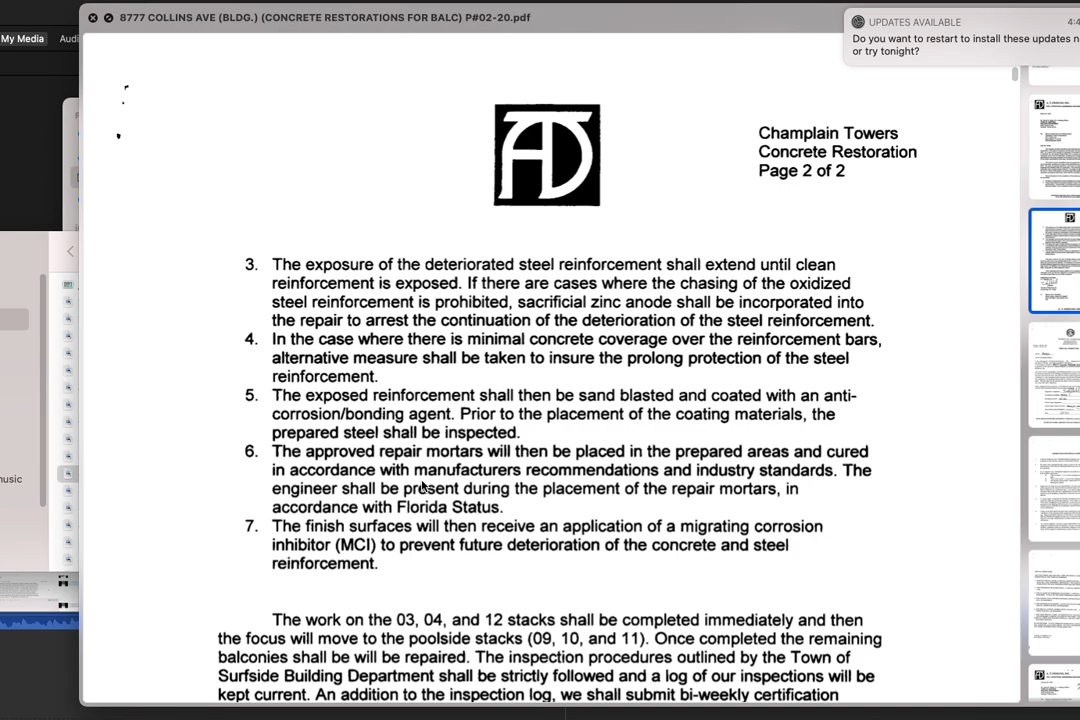 8777 COLLINS AVE (BLDG.) (CONCRETE RESTORATIONS FOR BALC) P#02-20.pdf
UPDATES AVAILABLE
Do you want to restart to install these updates
or try tonight?
My Media
Champlain Towers
Concrete Restoration
Page 2 of 2
3. The exposure of the deteriorated steel reinforcement shall extend until clean
reinforcement is exposed. If there are cases where the chasing of the oxidized
steel reinforcement is prohibited, sacrificial zinc anode shall be incorporated into
the repair to arrest the continuation of the deterioration of the steel reinforcement.
4. In the case where there is minimal concrete coverage over the reinforcement bars,
alternative measure shall be taken to insure the prolong protection of the steel
reinforcement.
5. The exposed reinforcement shall then be sand blasted and coated with an anti-
corrosion/bonding agent. Prior to the placement of the coating materials, the
prepared steel shall be inspected.
6. The approved repair mortars will then be placed in the prepared areas and cured
in accordance with manufacturers recommendations and industry standards. The
engineer shall be present during the placement of the repair mortars, in
accordance with Florida Status.
7. The finish surfaces will then receive an application of a migrating corrosion
inhibitor (MCI) to prevent future deterioration of the concrete and steel
reinforcement.
The work on the 03, 04, and 12 stacks shall be completed immediately and then
the focus will move to the poolside stacks (09, 10, and 11). Once completed the remaining
balconies shall be will be repaired. The inspection procedures outlined by the Town of
Surfside Building Department shall be strictly followed and a log of our inspections will be
kept current. An addition to the inspection log, we shall submit bi-weekly certification